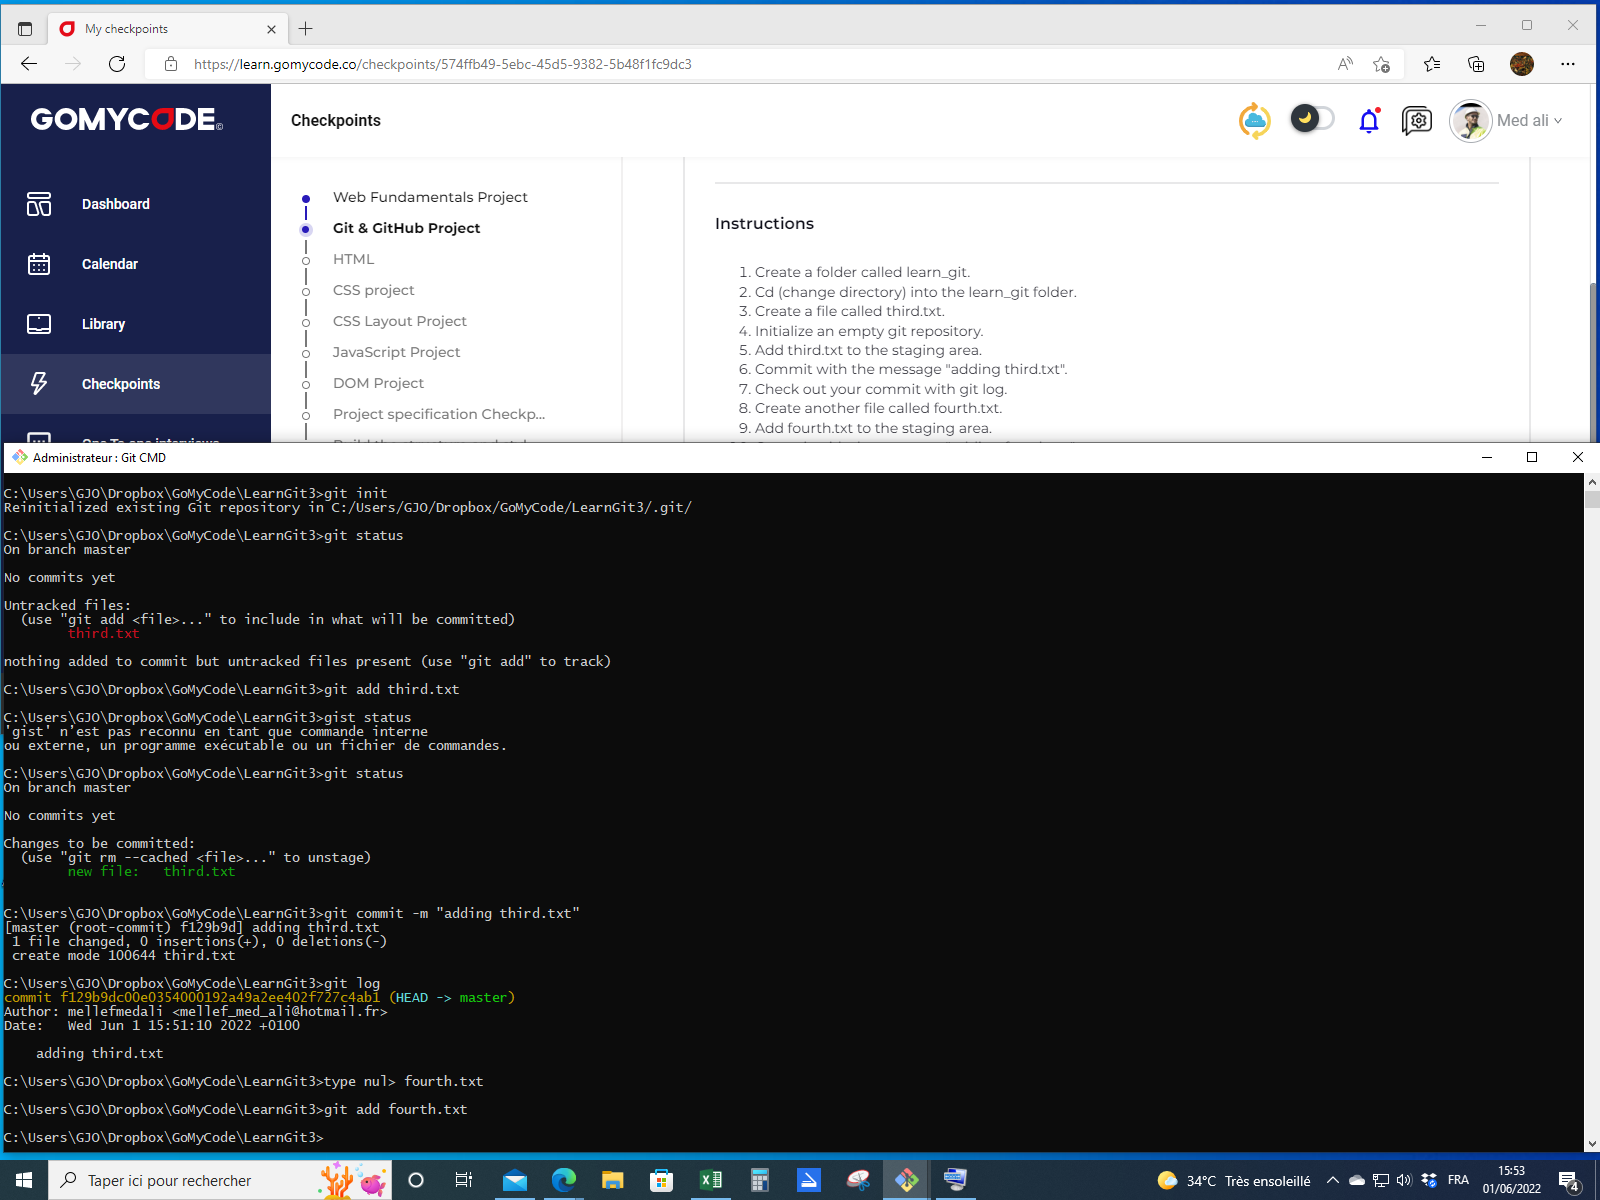 My checkpoints
https://learn.gomycode.co/checkpoints/574ffb49-5ebc-45d5-9382-5b48f1fc9dc3
GOMYCODE
Checkpoints
Med ali
Dashboard
Calendar
Library
Checkpoints
Web Fundamentals Project
Git & GitHub Project
HTML
CSS project
CSS Layout Project
JavaScript Project
DOM Project
Project specification Checkp...
Instructions
1. Create a folder called learn_git.
2. Cd (change directory) into the learn_git folder.
3. Create a file called third.txt.
4. Initialize an empty git repository.
5. Add third.txt to the staging area.
6. Commit with the message "adding third.txt".
7. Check out your commit with git log.
8. Create another file called fourth.txt.
9. Add fourth.txt to the staging area.
Administrateur : Git CMD
C:\Users\GJO\Dropbox\GoMyCode\LearnGit3>git init
Reinitialized existing Git repository in C:/Users/GJO/Dropbox/GoMyCode/LearnGit3/.git/
C:\Users\GJO\Dropbox\GoMyCode\LearnGit3>git status
On branch master
No commits yet
Untracked files:
(use "git add <file>..." to include in what will be committed)
third.txt
nothing added to commit but untracked files present (use "git add" to track)
C:\Users\GJO\Dropbox\GoMyCode\LearnGit3>git add third.txt
C:\Users\GJO\Dropbox\GoMyCode\LearnGit3>gist status
'gist' n'est pas reconnu en tant que commande interne
ou externe, un programme exécutable ou un fichier de commandes.
C:\Users\GJO\Dropbox\GoMyCode\LearnGit3>git status
On branch master
No commits yet
Changes to be committed:
(use "git rm --cached <file>..." to unstage)
new file:   third.txt
C:\Users\GJO\Dropbox\GoMyCode\LearnGit3>git commit -m "adding third.txt"
[master (root-commit) f129b9d] adding third.txt
1 file changed, 0 insertions(+), 0 deletions(-)
create mode 100644 third.txt
C:\Users\GJO\Dropbox\GoMyCode\LearnGit3>git log
commit f129b9dc00e0354000192a49a2ee402f727c4ab1 (HEAD -> master)
Author: mellefmedali <mellef_med_ali@hotmail.fr>
Date:   Wed Jun 1 15:51:10 2022 +0100
adding third.txt
C:\Users\GJO\Dropbox\GoMyCode\LearnGit3>type nul> fourth.txt
C:\Users\GJO\Dropbox\GoMyCode\LearnGit3>git add fourth.txt
C:\Users\GJO\Dropbox\GoMyCode\LearnGit3>
Taper ici pour rechercher
34°C Très ensoleillé
FRA
15:53
01/06/2022
4